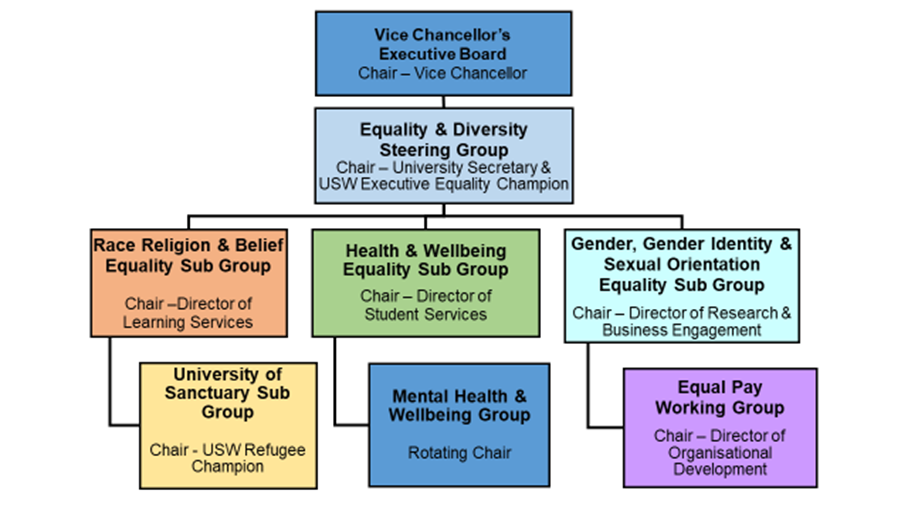 Vice Chancellor's
Executive Board
Chair – Vice Chancellor
Equality & Diversity
Steering Group
Chair – University Secretary &
USW Executive Equality Champion
Race Religion & Belief
Equality Sub Group
Chair –Director of
Learning Services
Health & Wellbeing
Equality Sub Group
Chair – Director of
Student Services
Gender, Gender Identity &
Sexual Orientation
Equality Sub Group
Chair – Director of Research &
Business Engagement
University of
Sanctuary Sub
Group
Chair - USW Refugee
Champion
Mental Health &
Wellbeing Group
Rotating Chair
Equal Pay
Working Group
Chair – Director of
Organisational
Development